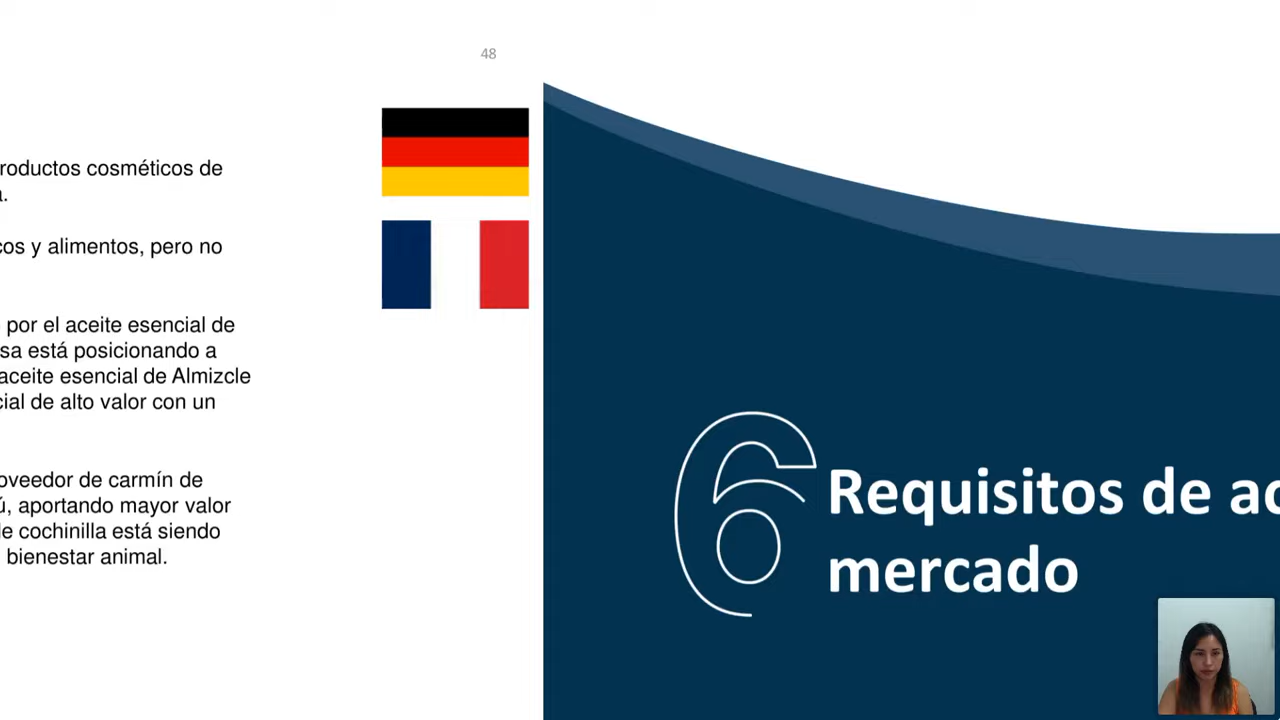 48
roductos cosméticos de
a.
cos y alimentos, pero no
por el aceite esencial de
sa está posicionando a
aceite esencial de Almizcle
cial de alto valor con un
oveedor de carmín de
ú, aportando mayor valor
de cochinilla está siendo
bienestar animal.
6
Requisitos de ac
mercado